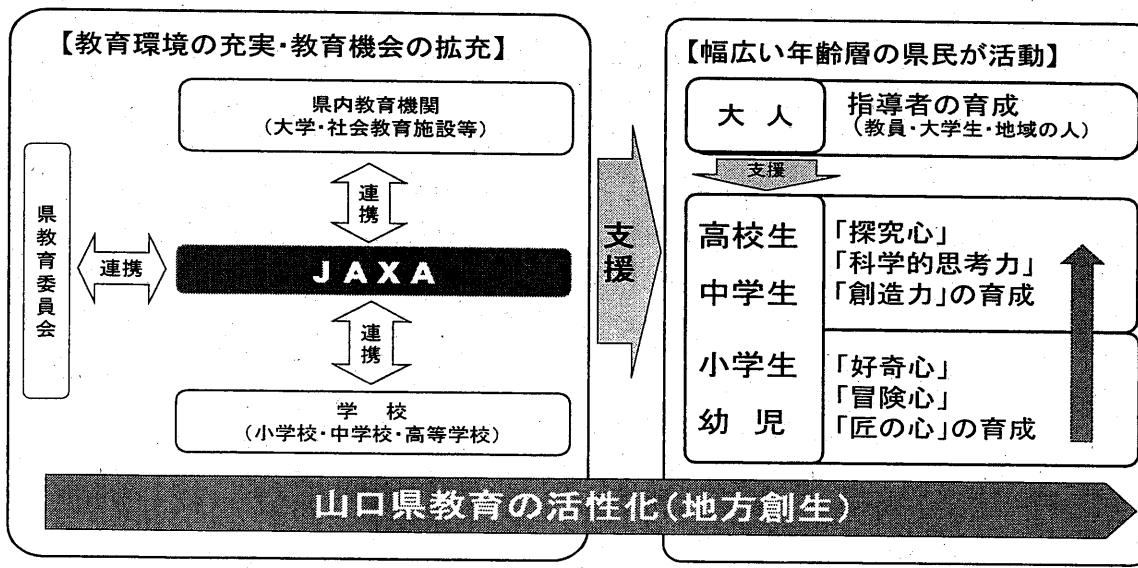 【教育環境の充実・教育機会の拡充】
県内教育機関
(大学・社会教育施設等)
連携
県教育委員会
連携
JAXA
連携
学 校
(小学校・中学校・高等学校)
支援
【幅広い年齢層の県民が活動】
大 人
指導者の育成
(教員・大学生・地域の人)
支援
高校生
中学生
「探究心」
「科学的思考力」
「創造力」の育成
小学生
幼 児
「好奇心」
「冒険心」
「匠の心」の育成
山口県教育の活性化(地方創生)